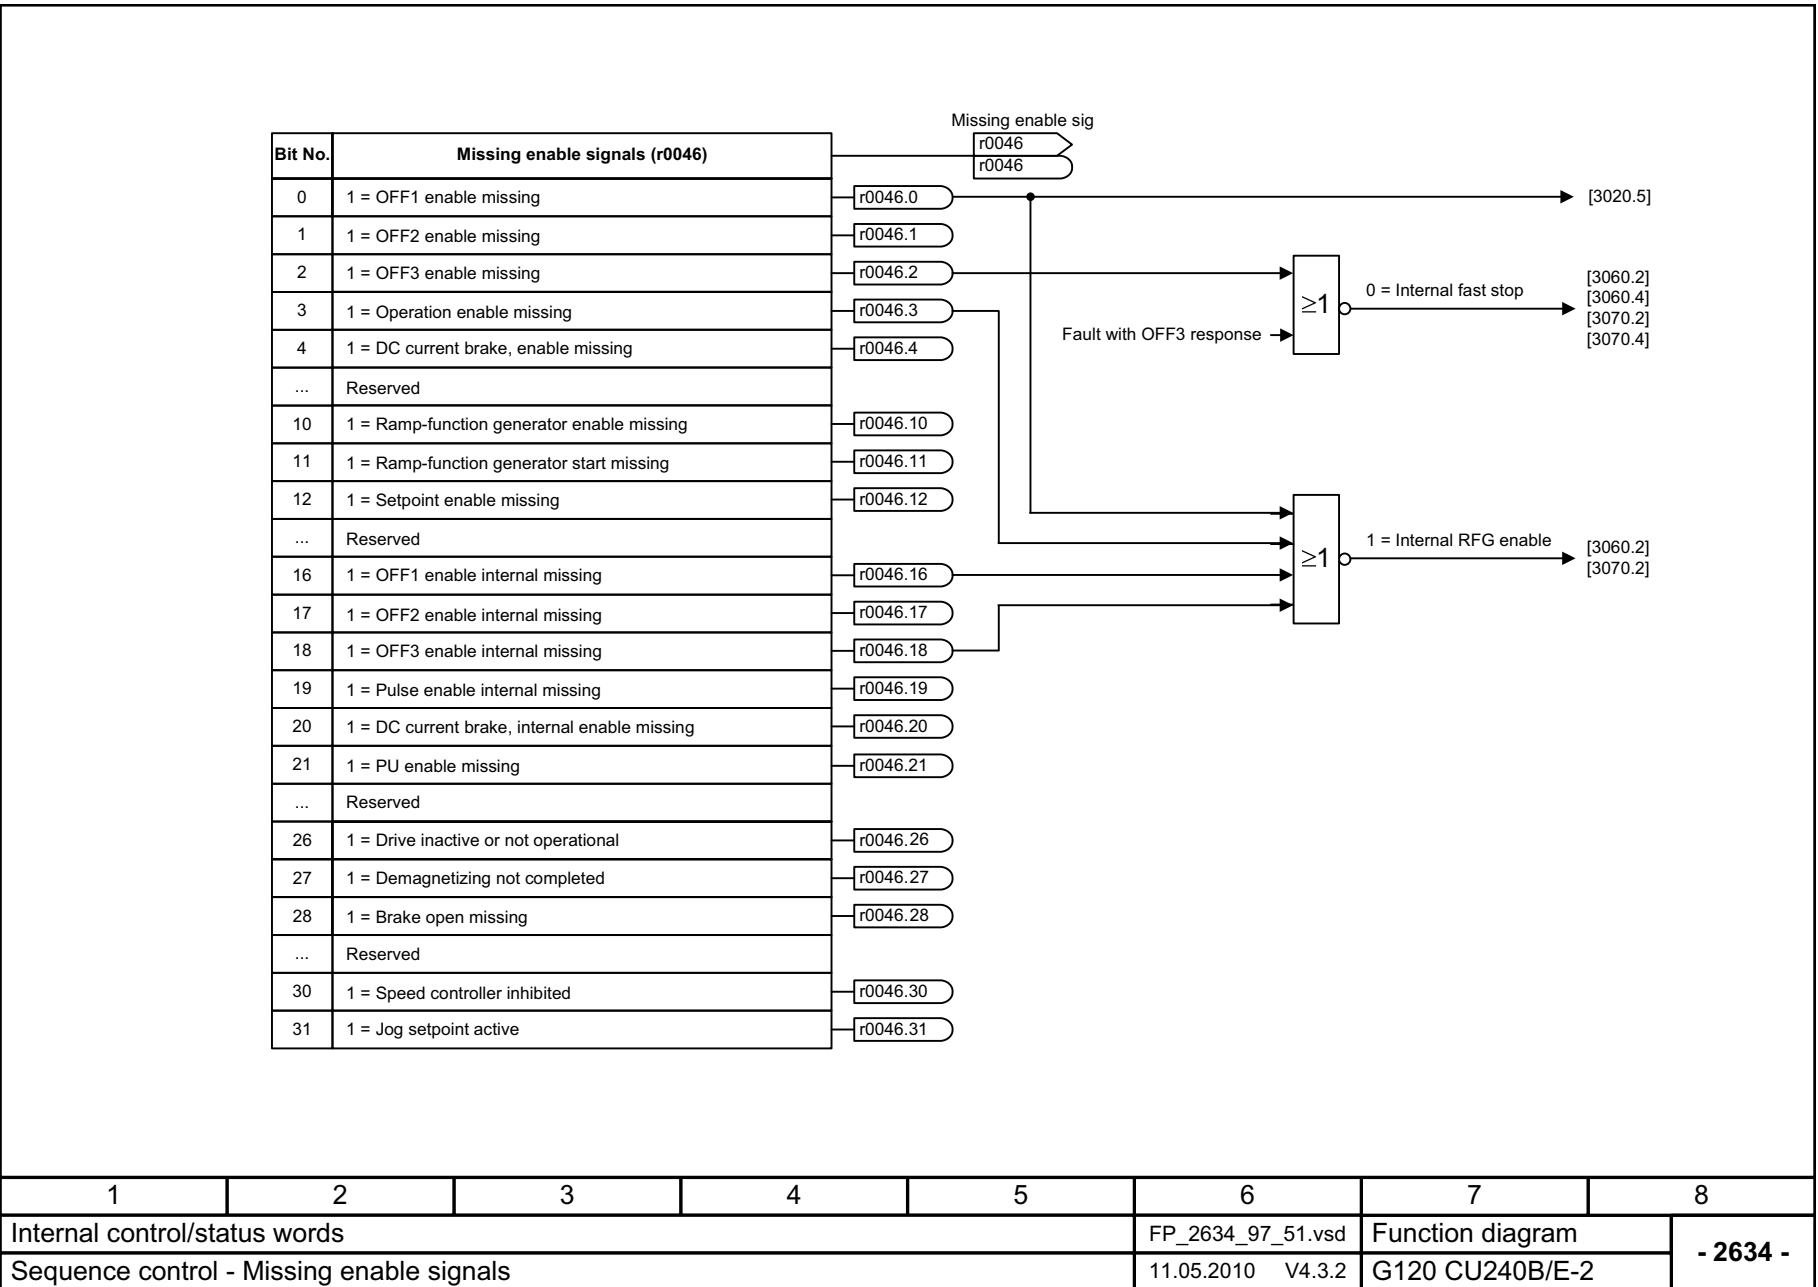 Missing enable sig
r0046
r0046
Bit No. Missing enable signals (r0046)
0 1 = OFF1 enable missing r0046.0 [3020.5]
1 1 = OFF2 enable missing r0046.1
2 1 = OFF3 enable missing r0046.2
3 1 = Operation enable missing r0046.3
4 1 = DC current brake, enable missing r0046.4
... Reserved
≥1
0 = Internal fast stop
Fault with OFF3 response
[3060.2]
[3060.4]
[3070.2]
[3070.4]
10 1 = Ramp-function generator enable missing r0046.10
11 1 = Ramp-function generator start missing r0046.11
12 1 = Setpoint enable missing r0046.12
... Reserved
16 1 = OFF1 enable internal missing r0046.16
17 1 = OFF2 enable internal missing r0046.17
18 1 = OFF3 enable internal missing r0046.18
≥1
1 = Internal RFG enable
[3060.2]
[3070.2]
19 1 = Pulse enable internal missing r0046.19
20 1 = DC current brake, internal enable missing r0046.20
21 1 = PU enable missing r0046.21
... Reserved
26 1 = Drive inactive or not operational r0046.26
27 1 = Demagnetizing not completed r0046.27
28 1 = Brake open missing r0046.28
... Reserved
30 1 = Speed controller inhibited r0046.30
31 1 = Jog setpoint active r0046.31
1 2 3 4 5 6 7 8
Internal control/status words FP_2634_97_51.vsd Function diagram
- 2634 -
Sequence control - Missing enable signals 11.05.2010 V4.3.2 G120 CU240B/E-2